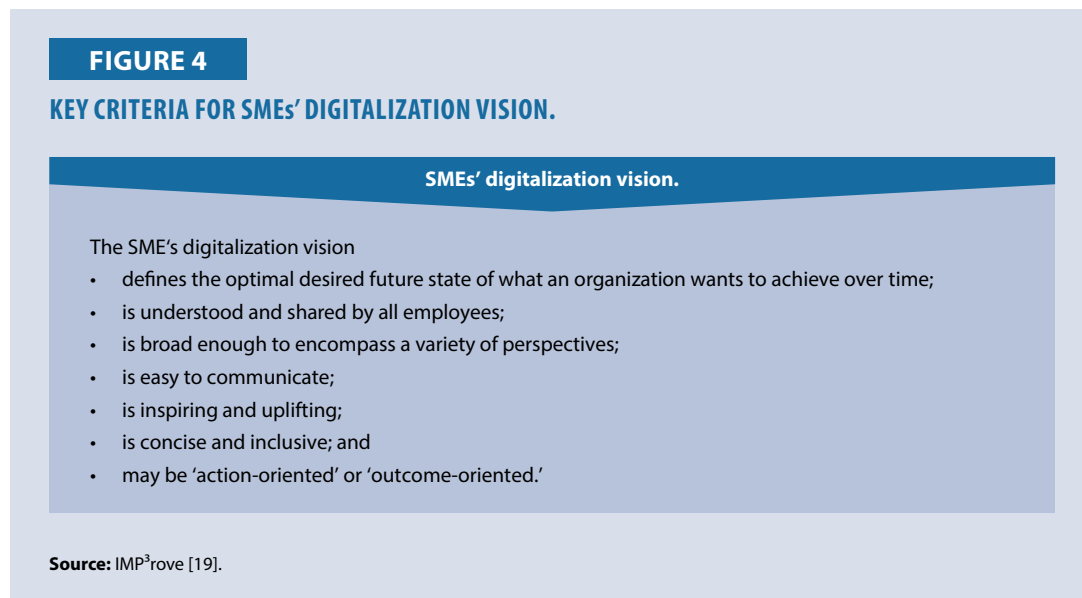 FIGURE 4
KEY CRITERIA FOR SMEs’ DIGITALIZATION VISION.
SMEs’ digitalization vision.
The SME‘s digitalization vision
• defines the optimal desired future state of what an organization wants to achieve over time;
• is understood and shared by all employees;
• is broad enough to encompass a variety of perspectives;
• is easy to communicate;
• is inspiring and uplifting;
• is concise and inclusive; and
• may be ‘action-oriented’ or ‘outcome-oriented.’
Source: IMP³rove [19].